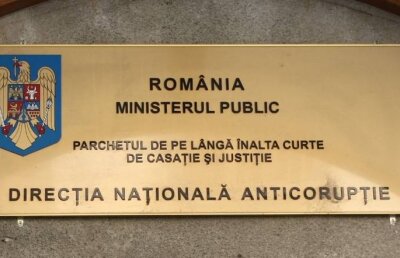 ROMÂNIA
MINISTERUL PUBLIC
PARCHETUL DE PE LÂNGĂ ÎNALTA CURTE
DE CASAȚIE ȘI JUSTIȚIE
DIRECȚIA NAȚIONALĂ ANTICORUPȚIE